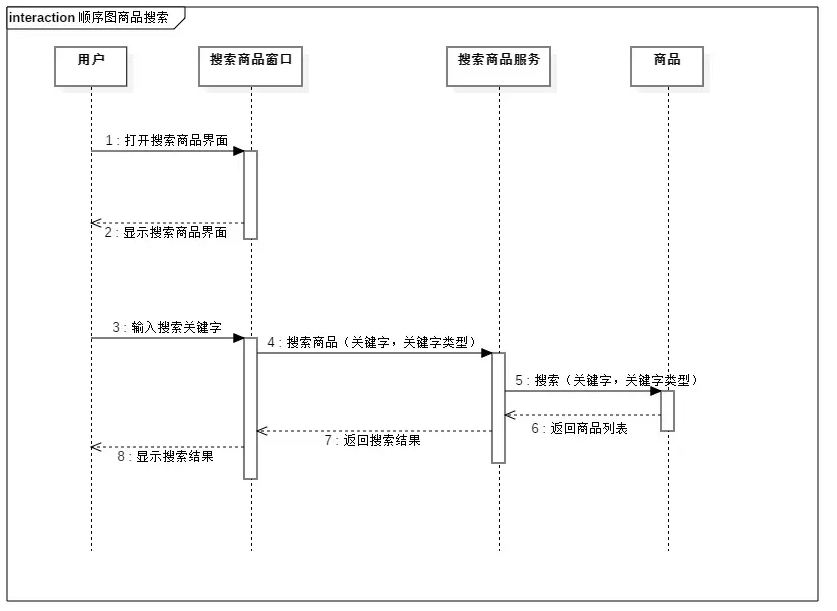 interaction 顺序图商品搜索
用户
搜索商品窗口
搜索商品服务
商品
1 : 打开搜索商品界面
2 : 显示搜索商品界面
3 : 输入搜索关键字
4 : 搜索商品（关键字，关键字类型）
5 : 搜索（关键字，关键字类型）
6 : 返回商品列表
7 : 返回搜索结果
8 : 显示搜索结果